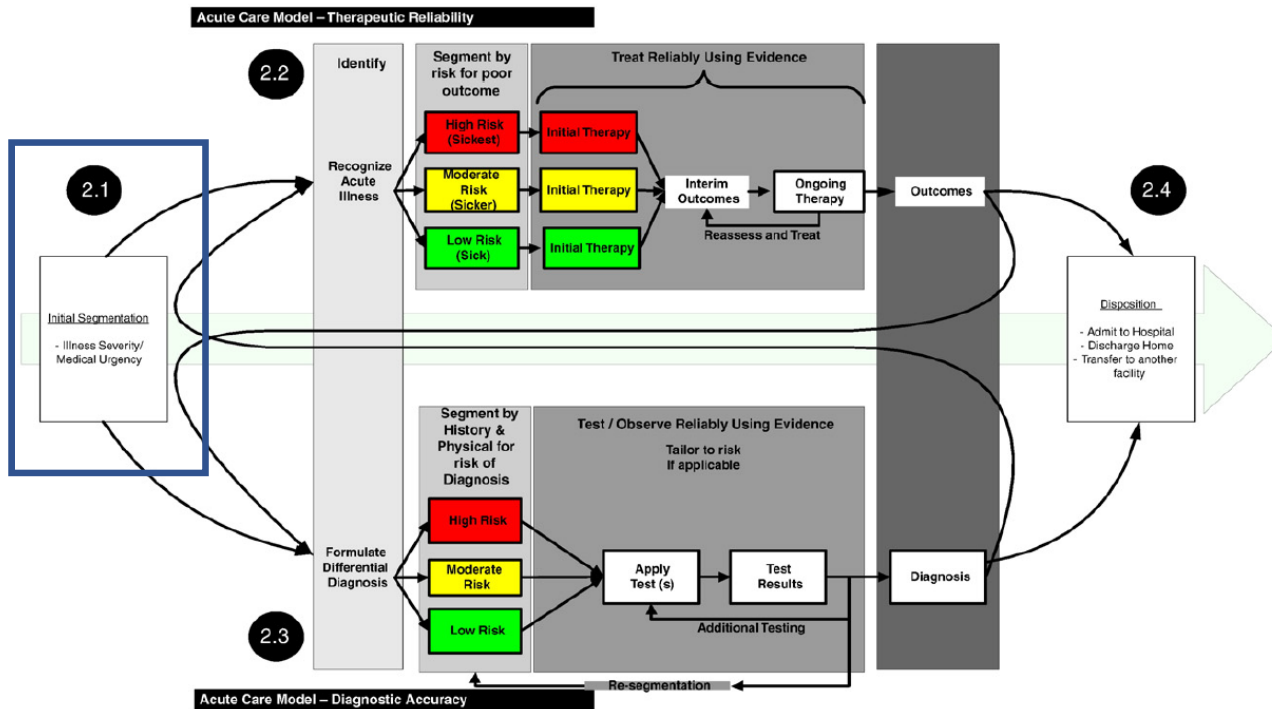 Acute Care Model – Therapeutic Reliability
2.2
Identify
Segment by
risk for poor
outcome
Treat Reliably Using Evidence
High Risk
(Sickest)
Initial Therapy
2.1
Recognize
Acute
Illness
Moderate
Risk
(Sicker)
Initial Therapy
Interim
Outcomes
Ongoing
Therapy
Outcomes
2.4
Low Risk
(Sick)
Initial Therapy
Reassess and Treat
Initial Segmentation
- Illness Severity/
Medical Urgency
Disposition
- Admit to Hospital
- Discharge Home
- Transfer to another
facility
Segment by
History &
Physical for
risk of
Diagnosis
Test / Observe Reliably Using Evidence
Tailor to risk
If applicable
High Risk
Formulate
Differential
Diagnosis
Moderate
Risk
Apply
Test (s)
Test
Results
Diagnosis
2.3
Low Risk
Additional Testing
Re-segmentation
Acute Care Model – Diagnostic Accuracy